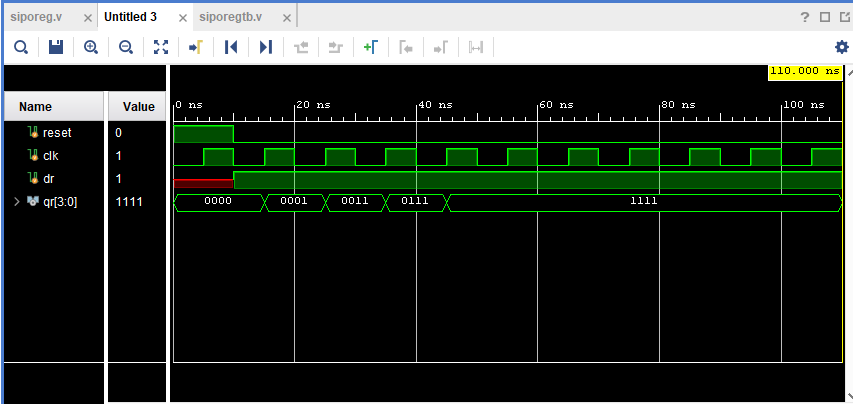 siporeg.v × Untitled 3 × siporegtb.v × ? 
110.000 ns
Name Value 0 ns 20 ns 40 ns 60 ns 80 ns 100 ns
reset 0
clk 1
dr 1
qr[3:0] 1111 0000 0001 0011 0111 1111